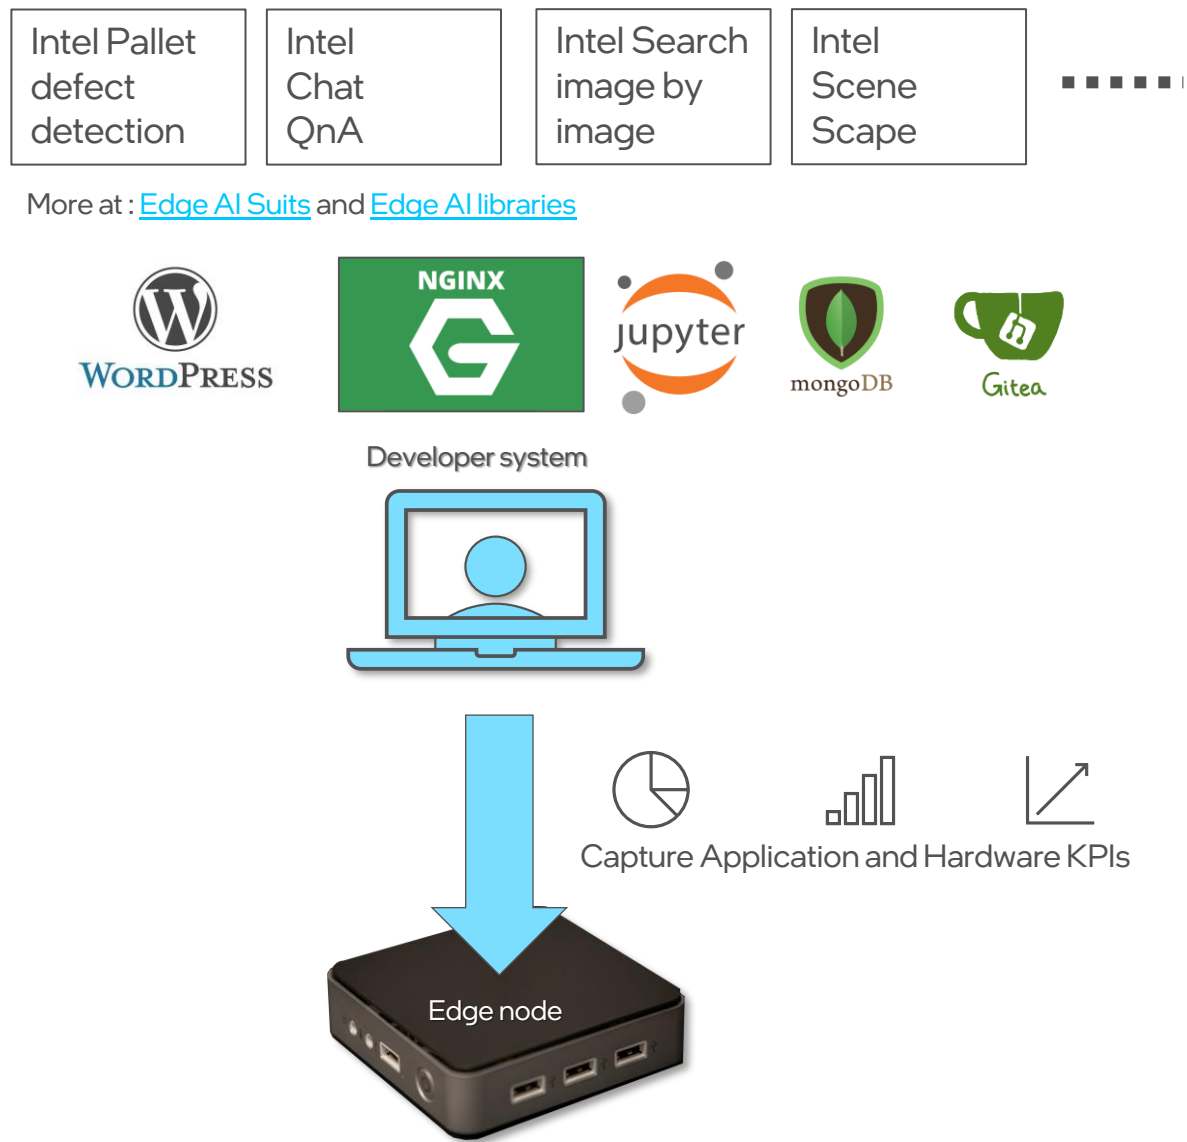 Intel Pallet
defect
detection
Intel
Chat
QnA
Intel Search
image by
image
Intel
Scene
Scape
More at : Edge AI Suits and Edge AI libraries
WORDPRESS
NGINX
jupyter
mongoDB
Gitea
Developer system
Capture Application and Hardware KPIs
Edge node